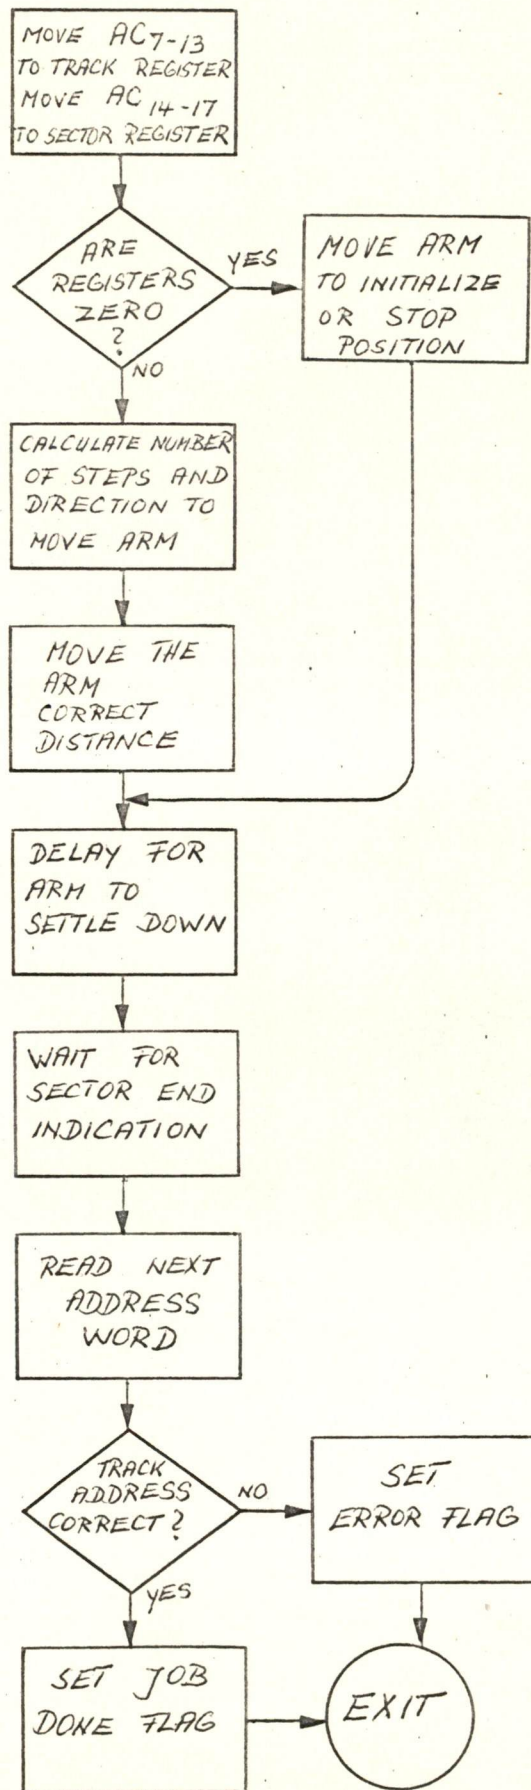 MOVE AC7-13
TO TRACK REGISTER
MOVE AC14-17
TO SECTOR REGISTER
ARE
REGISTERS
ZERO
?
YES
MOVE ARM
TO INITIALIZE
OR STOP
POSITION
NO
CALCULATE NUMBER
OF STEPS AND
DIRECTION TO
MOVE ARM
MOVE THE
ARM
CORRECT
DISTANCE
DELAY FOR
ARM TO
SETTLE DOWN
WAIT FOR
SECTOR END
INDICATION
READ NEXT
ADDRESS
WORD
TRACK
ADDRESS
CORRECT?
NO
SET
ERROR FLAG
YES
SET JOB
DONE FLAG
EXIT